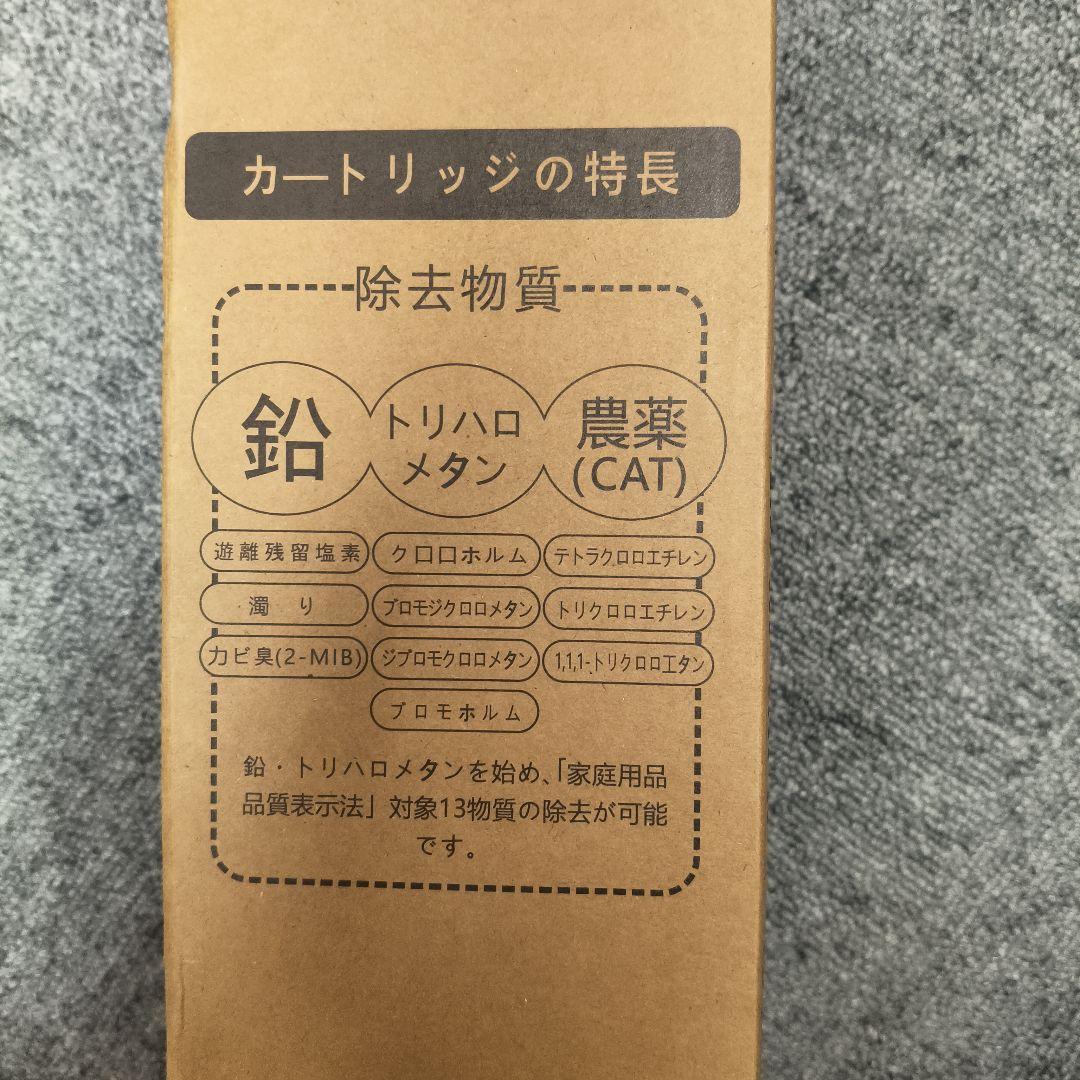 カートリッジの特長
除去物質
鉛
トリハロ
メタン
農薬
(CAT)
遊離残留塩素
クロロホルム
テトラクロロエチレン
濁り
ブロモジクロロメタン
トリクロロエチレン
カビ臭(2-MIB)
ジブロモクロロメタン
1,1,1-トリクロロエタン
ブロモホルム
鉛・トリハロメタンを始め、「家庭用品
品質表示法」対象13物質の除去が可能
です。